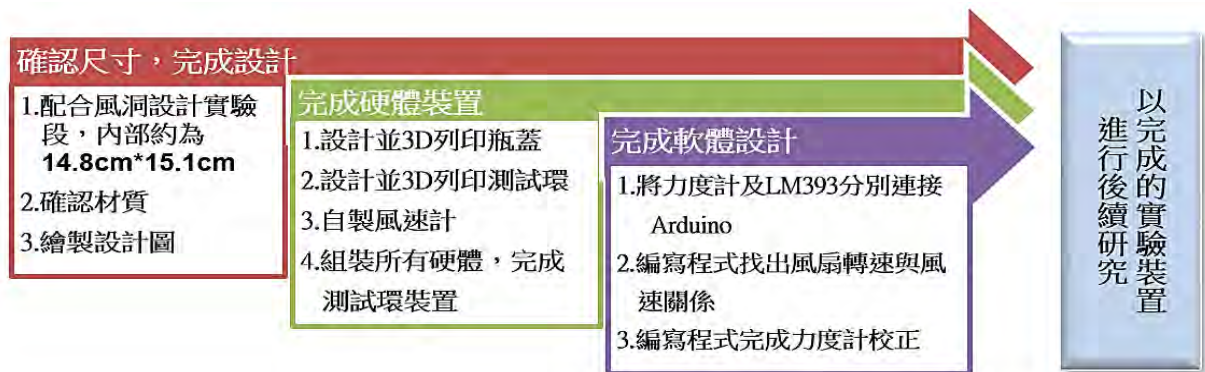 確認尺寸，完成設計
1.配合風洞設計實驗
段，內部約為
14.8cm*15.1cm
2.確認材質
3.繪製設計圖
完成硬體裝置
1.設計並3D列印瓶蓋
2.設計並3D列印測試環
3.自製風速計
4.組裝所有硬體，完成
測試環裝置
完成軟體設計
1.將力度計及LM393分別連接
Arduino
2.編寫程式找出風扇轉速與風
速關係
3.編寫程式完成力度計校正
以完成的實驗裝置
進行後續研究